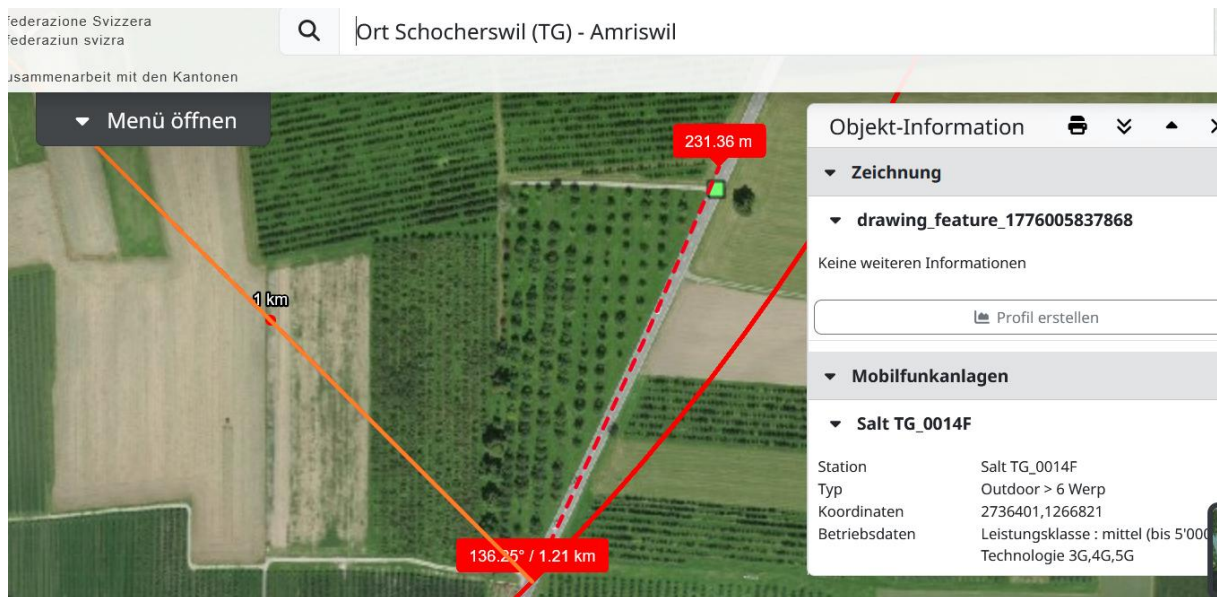 federazione Svizzera
federaziun svizra
Ort Schocherswil (TG) - Amriswil
usammenarbeit mit den Kantonen
Menü öffnen
231.36 m
1 km
136.25° / 1.21 km
Objekt-Information
Zeichnung
drawing_feature_1776005837868
Keine weiteren Informationen
Profil erstellen
Mobilfunkanlagen
Salt TG_0014F
Station Salt TG_0014F
Typ Outdoor > 6 Werp
Koordinaten 2736401,1266821
Betriebsdaten Leistungsklasse : mittel (bis 5'000
Technologie 3G,4G,5G